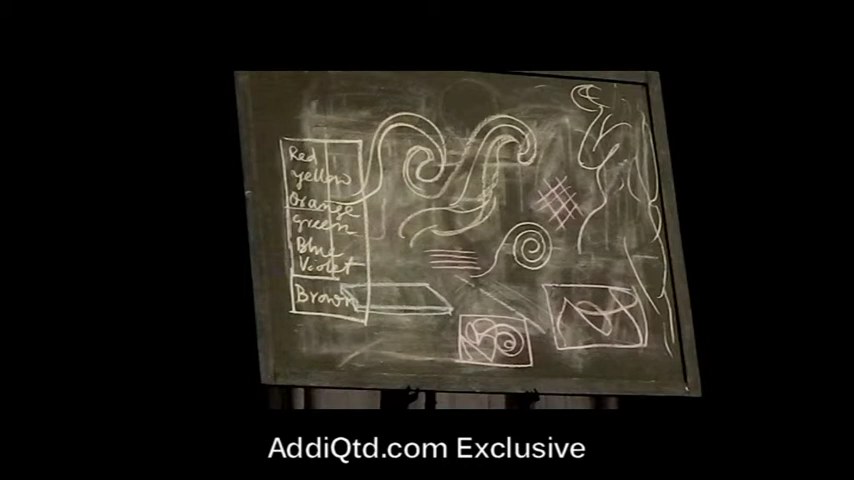 Red
yellow
Orange
green
Blue
Violet
Brown
AddiQtd.com Exclusive